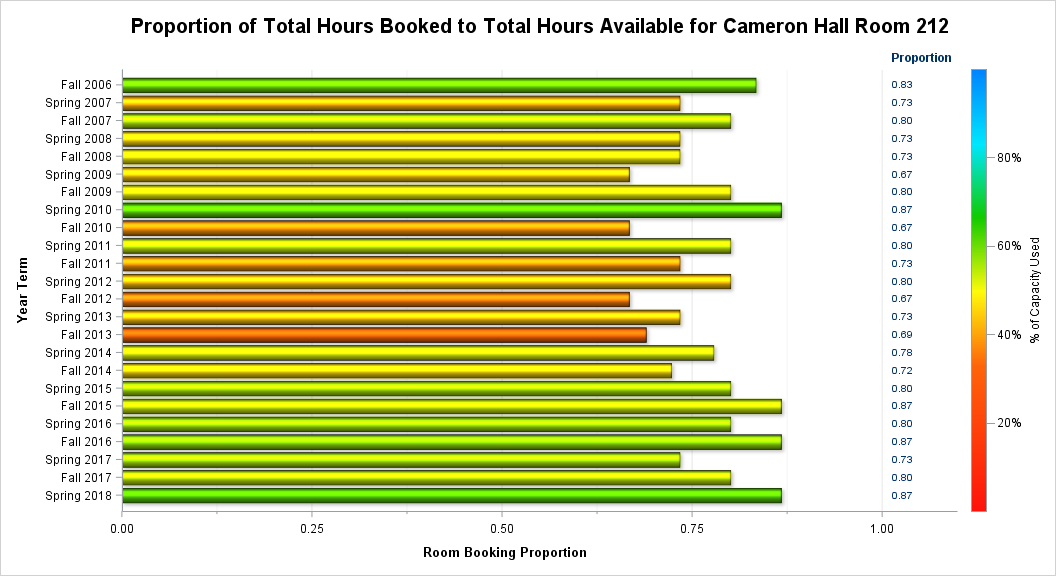 Proportion of Total Hours Booked to Total Hours Available for Cameron Hall Room 212
Proportion
Fall 2006 0.83
Spring 2007 0.73
Fall 2007 0.80
Spring 2008 0.73
Fall 2008 0.73
Spring 2009 0.67
Fall 2009 0.80
Spring 2010 0.87
Fall 2010 0.67
Spring 2011 0.80
Fall 2011 0.73
Spring 2012 0.80
Fall 2012 0.67
Spring 2013 0.73
Fall 2013 0.69
Spring 2014 0.78
Fall 2014 0.72
Spring 2015 0.80
Fall 2015 0.87
Spring 2016 0.80
Fall 2016 0.87
Spring 2017 0.73
Fall 2017 0.80
Spring 2018 0.87
Year Term
0.00 0.25 0.50 0.75 1.00
Room Booking Proportion
80%
60%
40%
20%
% of Capacity Used